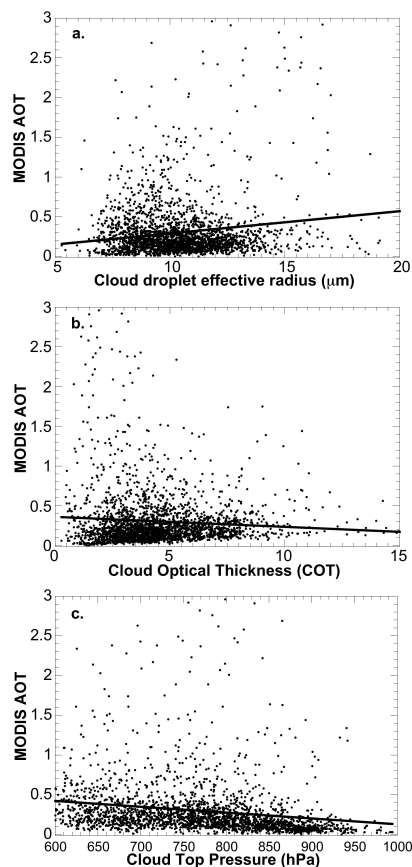 3
a.
2.5
2
MODIS AOT
1.5
1
0.5
0
5 10 15 20
Cloud droplet effective radius (μm)
3
b.
2.5
2
MODIS AOT
1.5
1
0.5
0
0 5 10 15
Cloud Optical Thickness (COT)
3
c.
2.5
2
MODIS AOT
1.5
1
0.5
0
600 650 700 750 800 850 900 950 1000
Cloud Top Pressure (hPa)